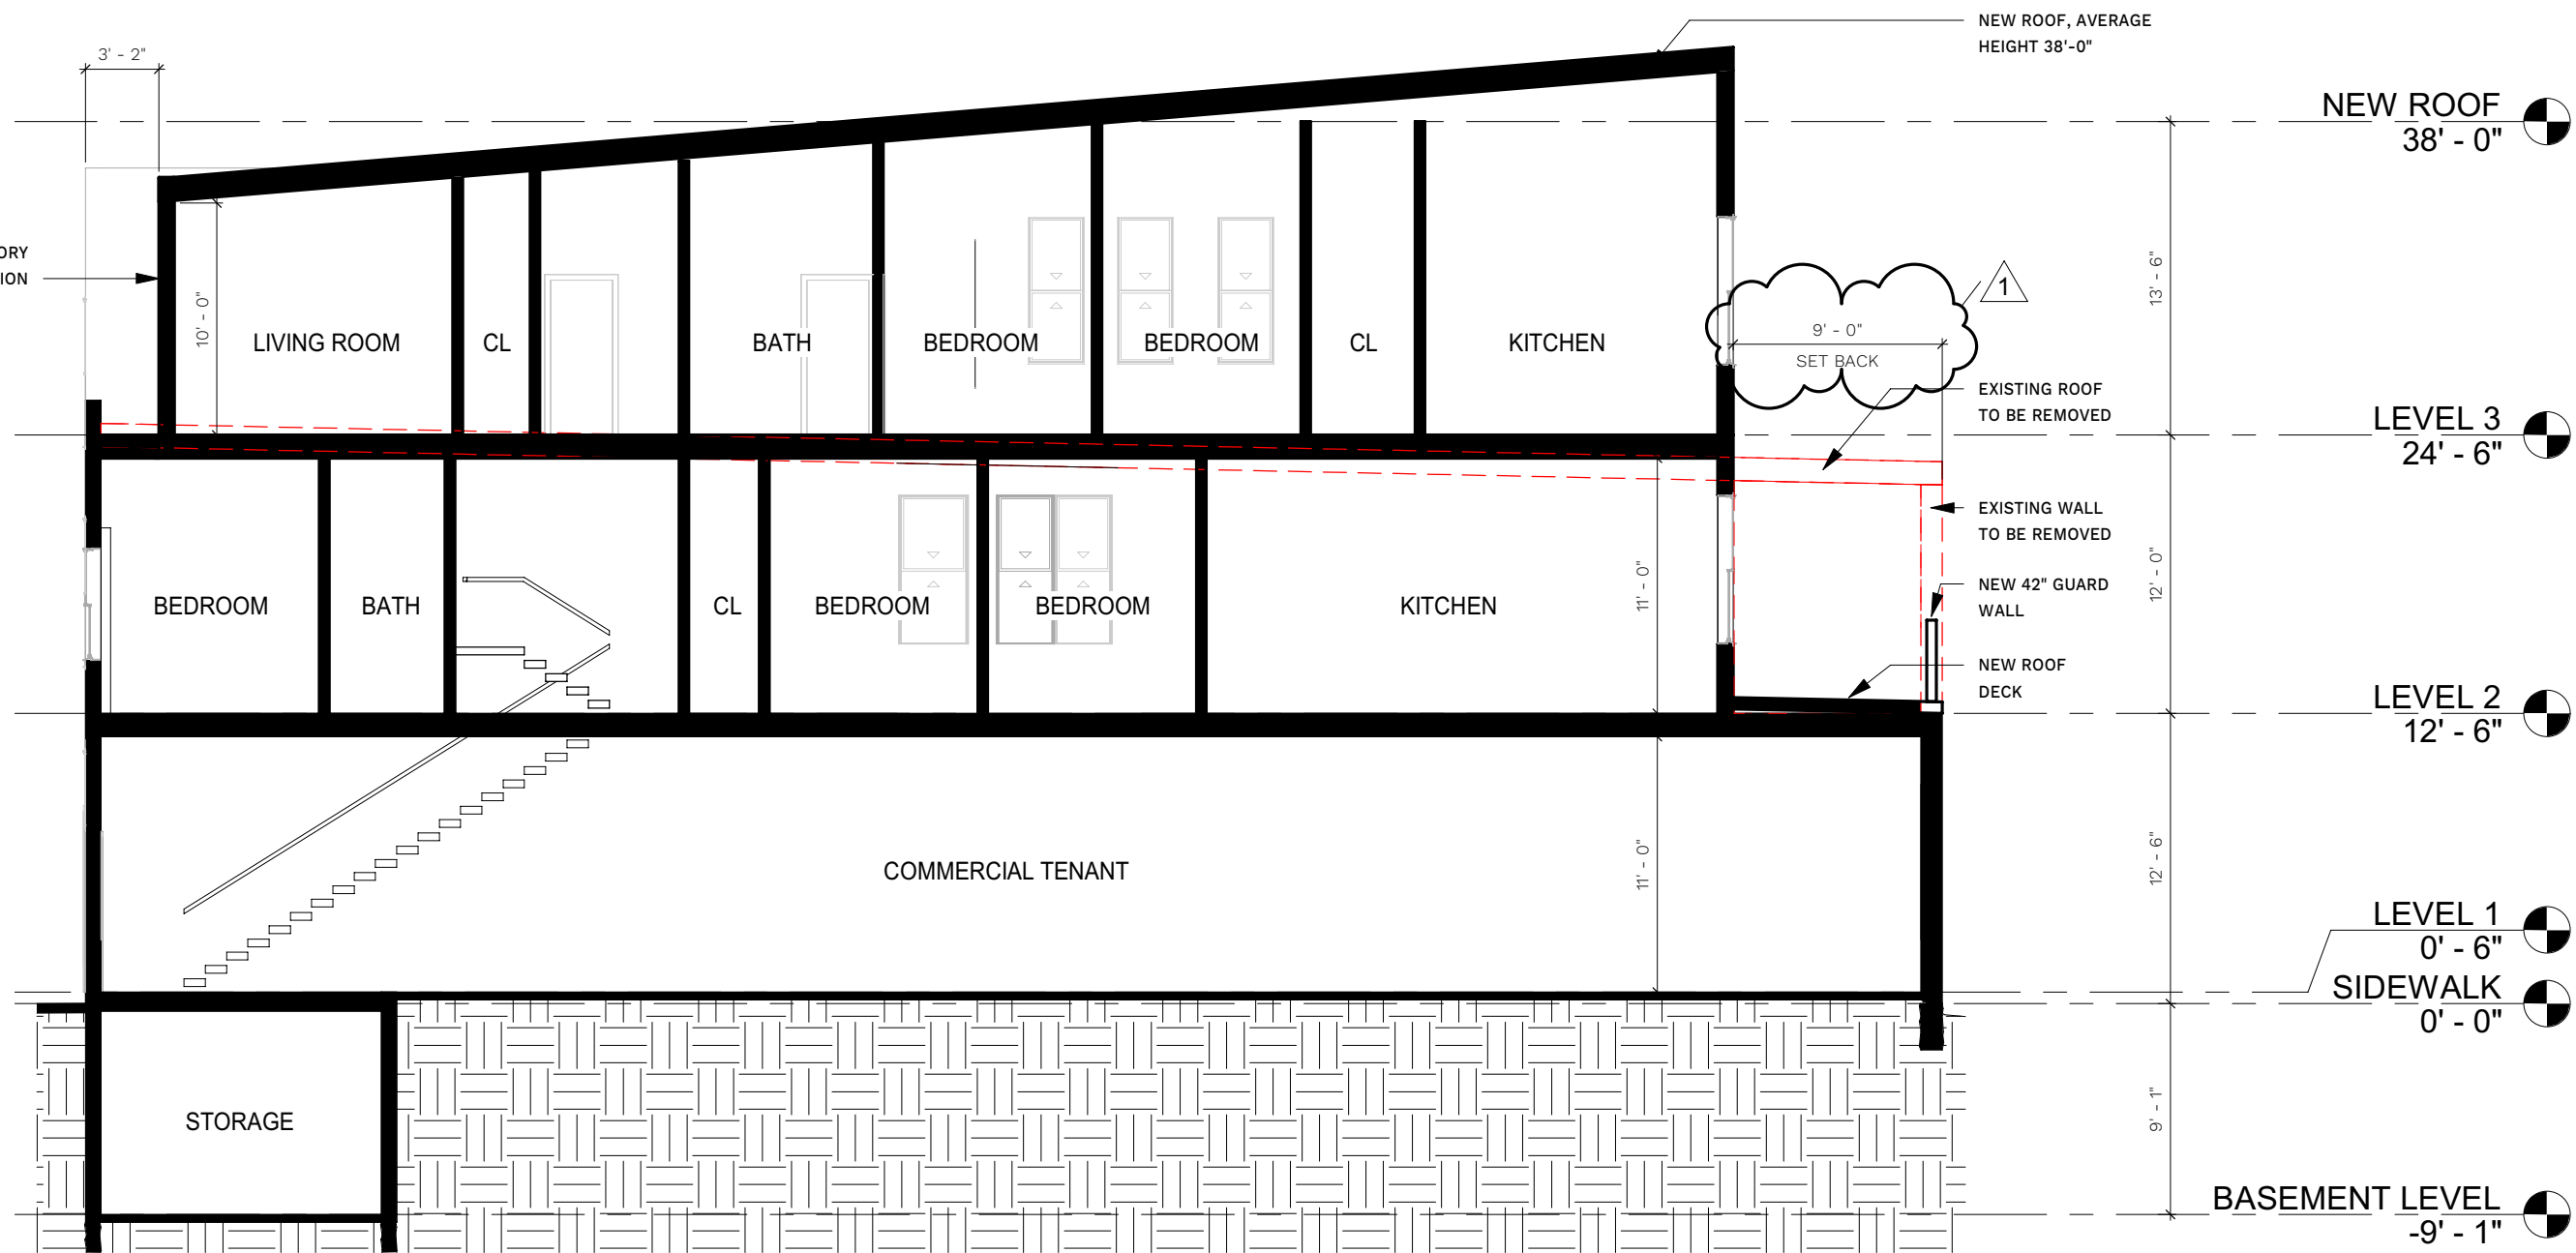 NEW ROOF, AVERAGE
HEIGHT 38'-0"
3' - 2"
NEW ROOF
38' - 0"
ORY
ION
10' - 0"
LIVING ROOM
CL
BATH
BEDROOM
BEDROOM
CL
KITCHEN
9' - 0"
SET BACK
1
13' - 6"
EXISTING ROOF
TO BE REMOVED
LEVEL 3
24' - 6"
EXISTING WALL
TO BE REMOVED
NEW 42" GUARD
WALL
NEW ROOF
DECK
BEDROOM
BATH
CL
BEDROOM
BEDROOM
KITCHEN
11' - 0"
12' - 0"
LEVEL 2
12' - 6"
COMMERCIAL TENANT
11' - 0"
12' - 6"
LEVEL 1
0' - 6"
SIDEWALK
0' - 0"
STORAGE
9' - 1"
BASEMENT LEVEL
-9' - 1"